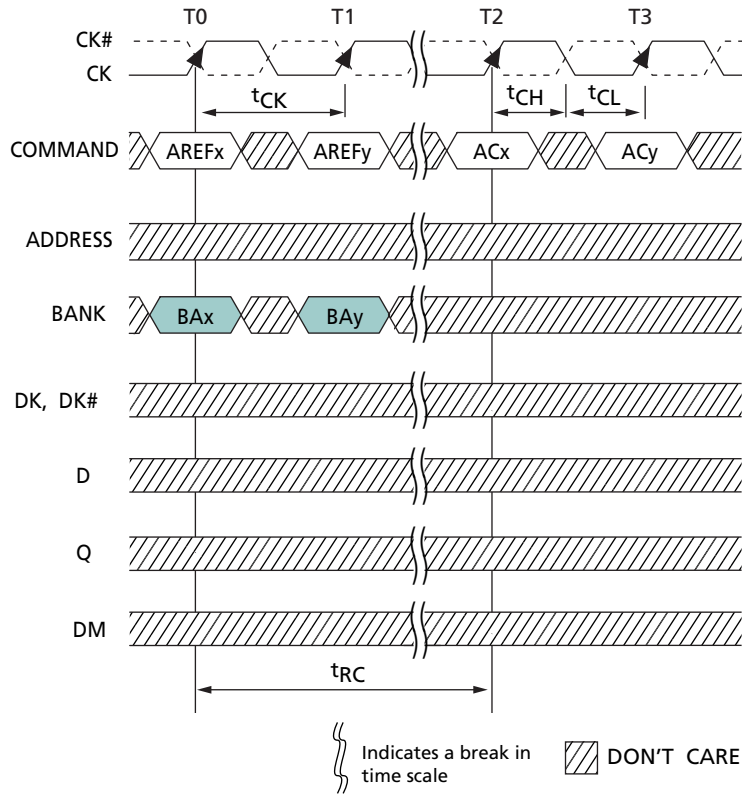 T0 T1 T2 T3
CK#
CK
tCK tCH tCL
COMMAND AREFx AREFy ACx ACy
ADDRESS
BANK BAx BAy
DK, DK#
D
Q
DM
tRC
Indicates a break in
time scale
DON'T CARE